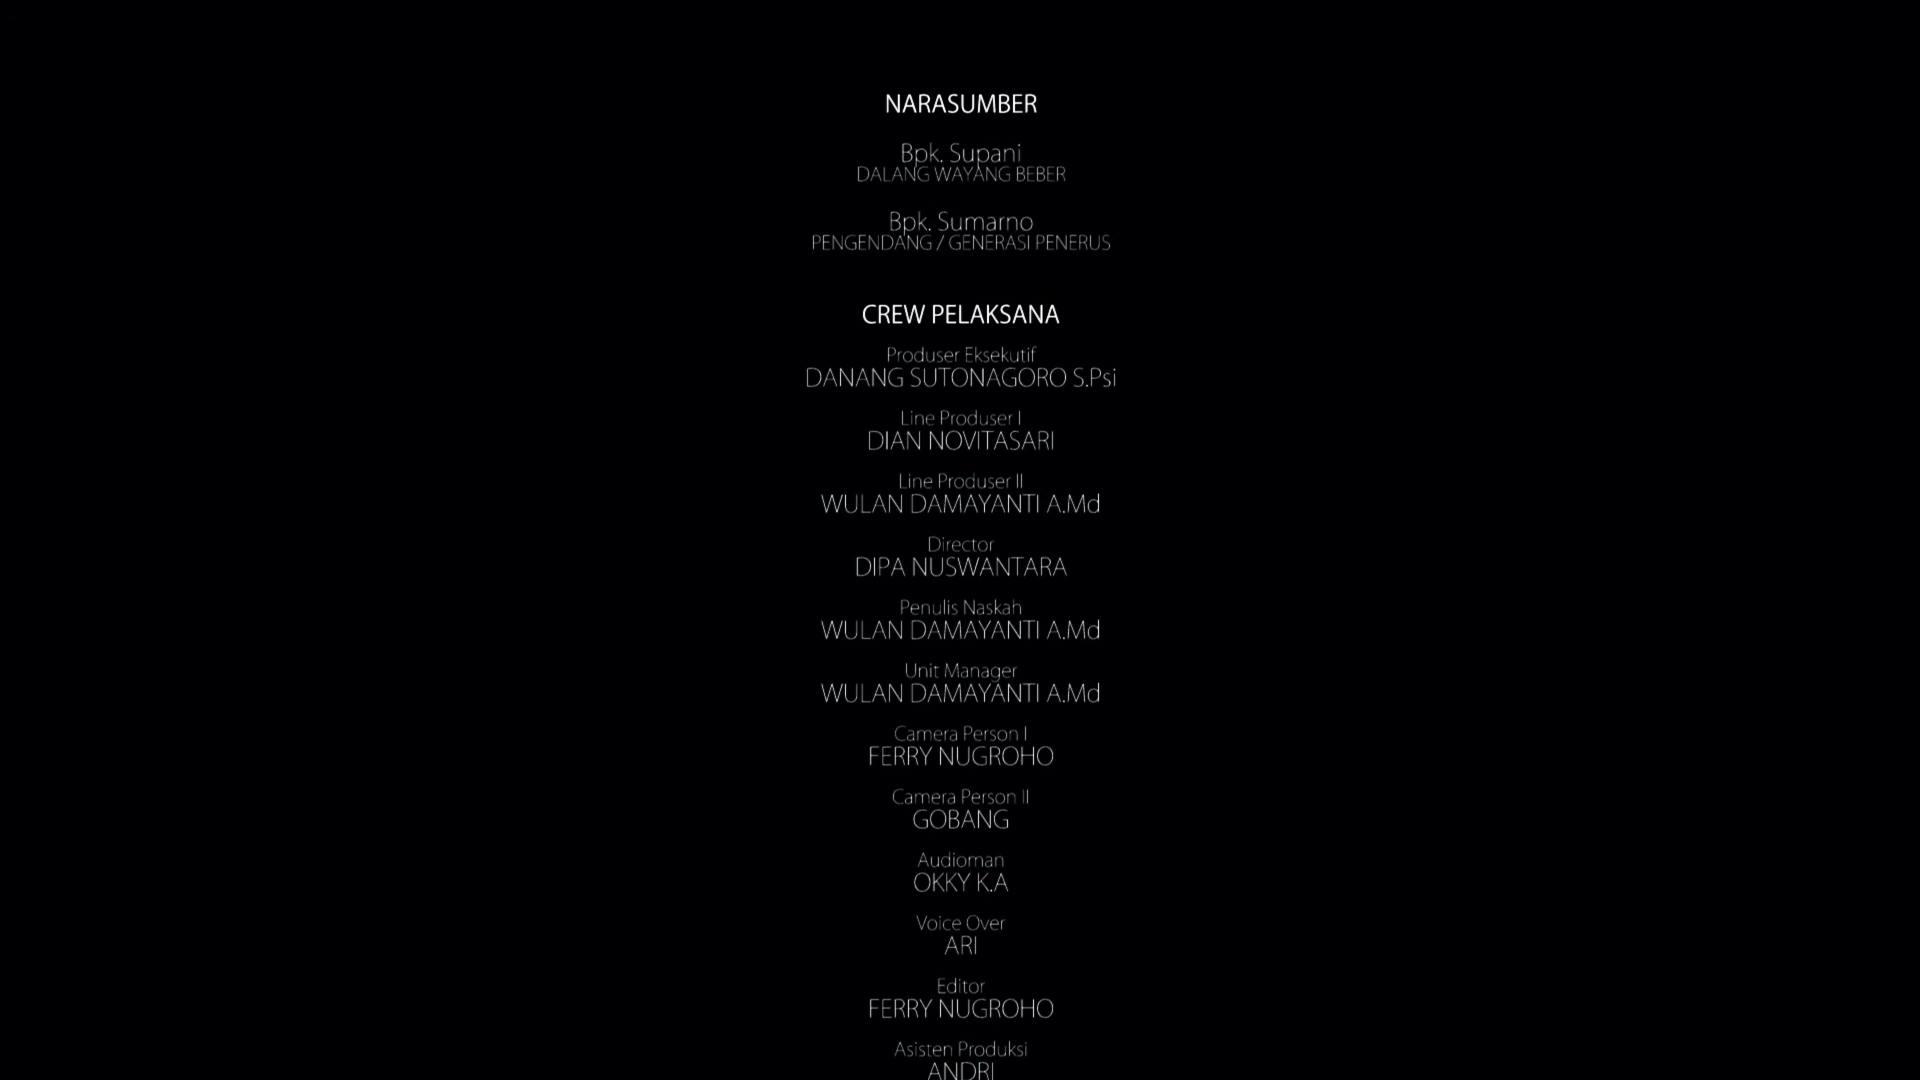 NARASUMBER
Bpk. Supani
DALANG WAYANG BEBER
Bpk. Sumarno
PENGENDANG / GENERASI PENERUS
CREW PELAKSANA
Produser Eksekutif
DANANG SUTONAGORO S.Psi
Line Produser I
DIAN NOVITASARI
Line Produser II
WULAN DAMAYANTI A.Md
Director
DIPA NUSWANTARA
Penulis Naskah
WULAN DAMAYANTI A.Md
Unit Manager
WULAN DAMAYANTI A.Md
Camera Person I
FERRY NUGROHO
Camera Person II
GOBANG
Audioman
OKKY K.A
Voice Over
ARI
Editor
FERRY NUGROHO
Asisten Produksi
ANDRI